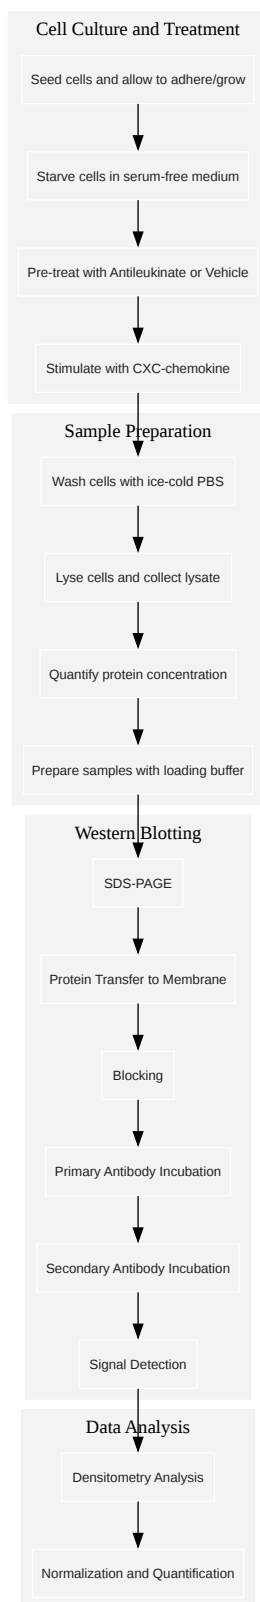 Cell Culture and Treatment
Seed cells and allow to adhere/grow
Starve cells in serum-free medium
Pre-treat with Antileukinate or Vehicle
Stimulate with CXC-chemokine
Sample Preparation
Wash cells with ice-cold PBS
Lyse cells and collect lysate
Quantify protein concentration
Prepare samples with loading buffer
Western Blotting
SDS-PAGE
Protein Transfer to Membrane
Blocking
Primary Antibody Incubation
Secondary Antibody Incubation
Signal Detection
Data Analysis
Densitometry Analysis
Normalization and Quantification